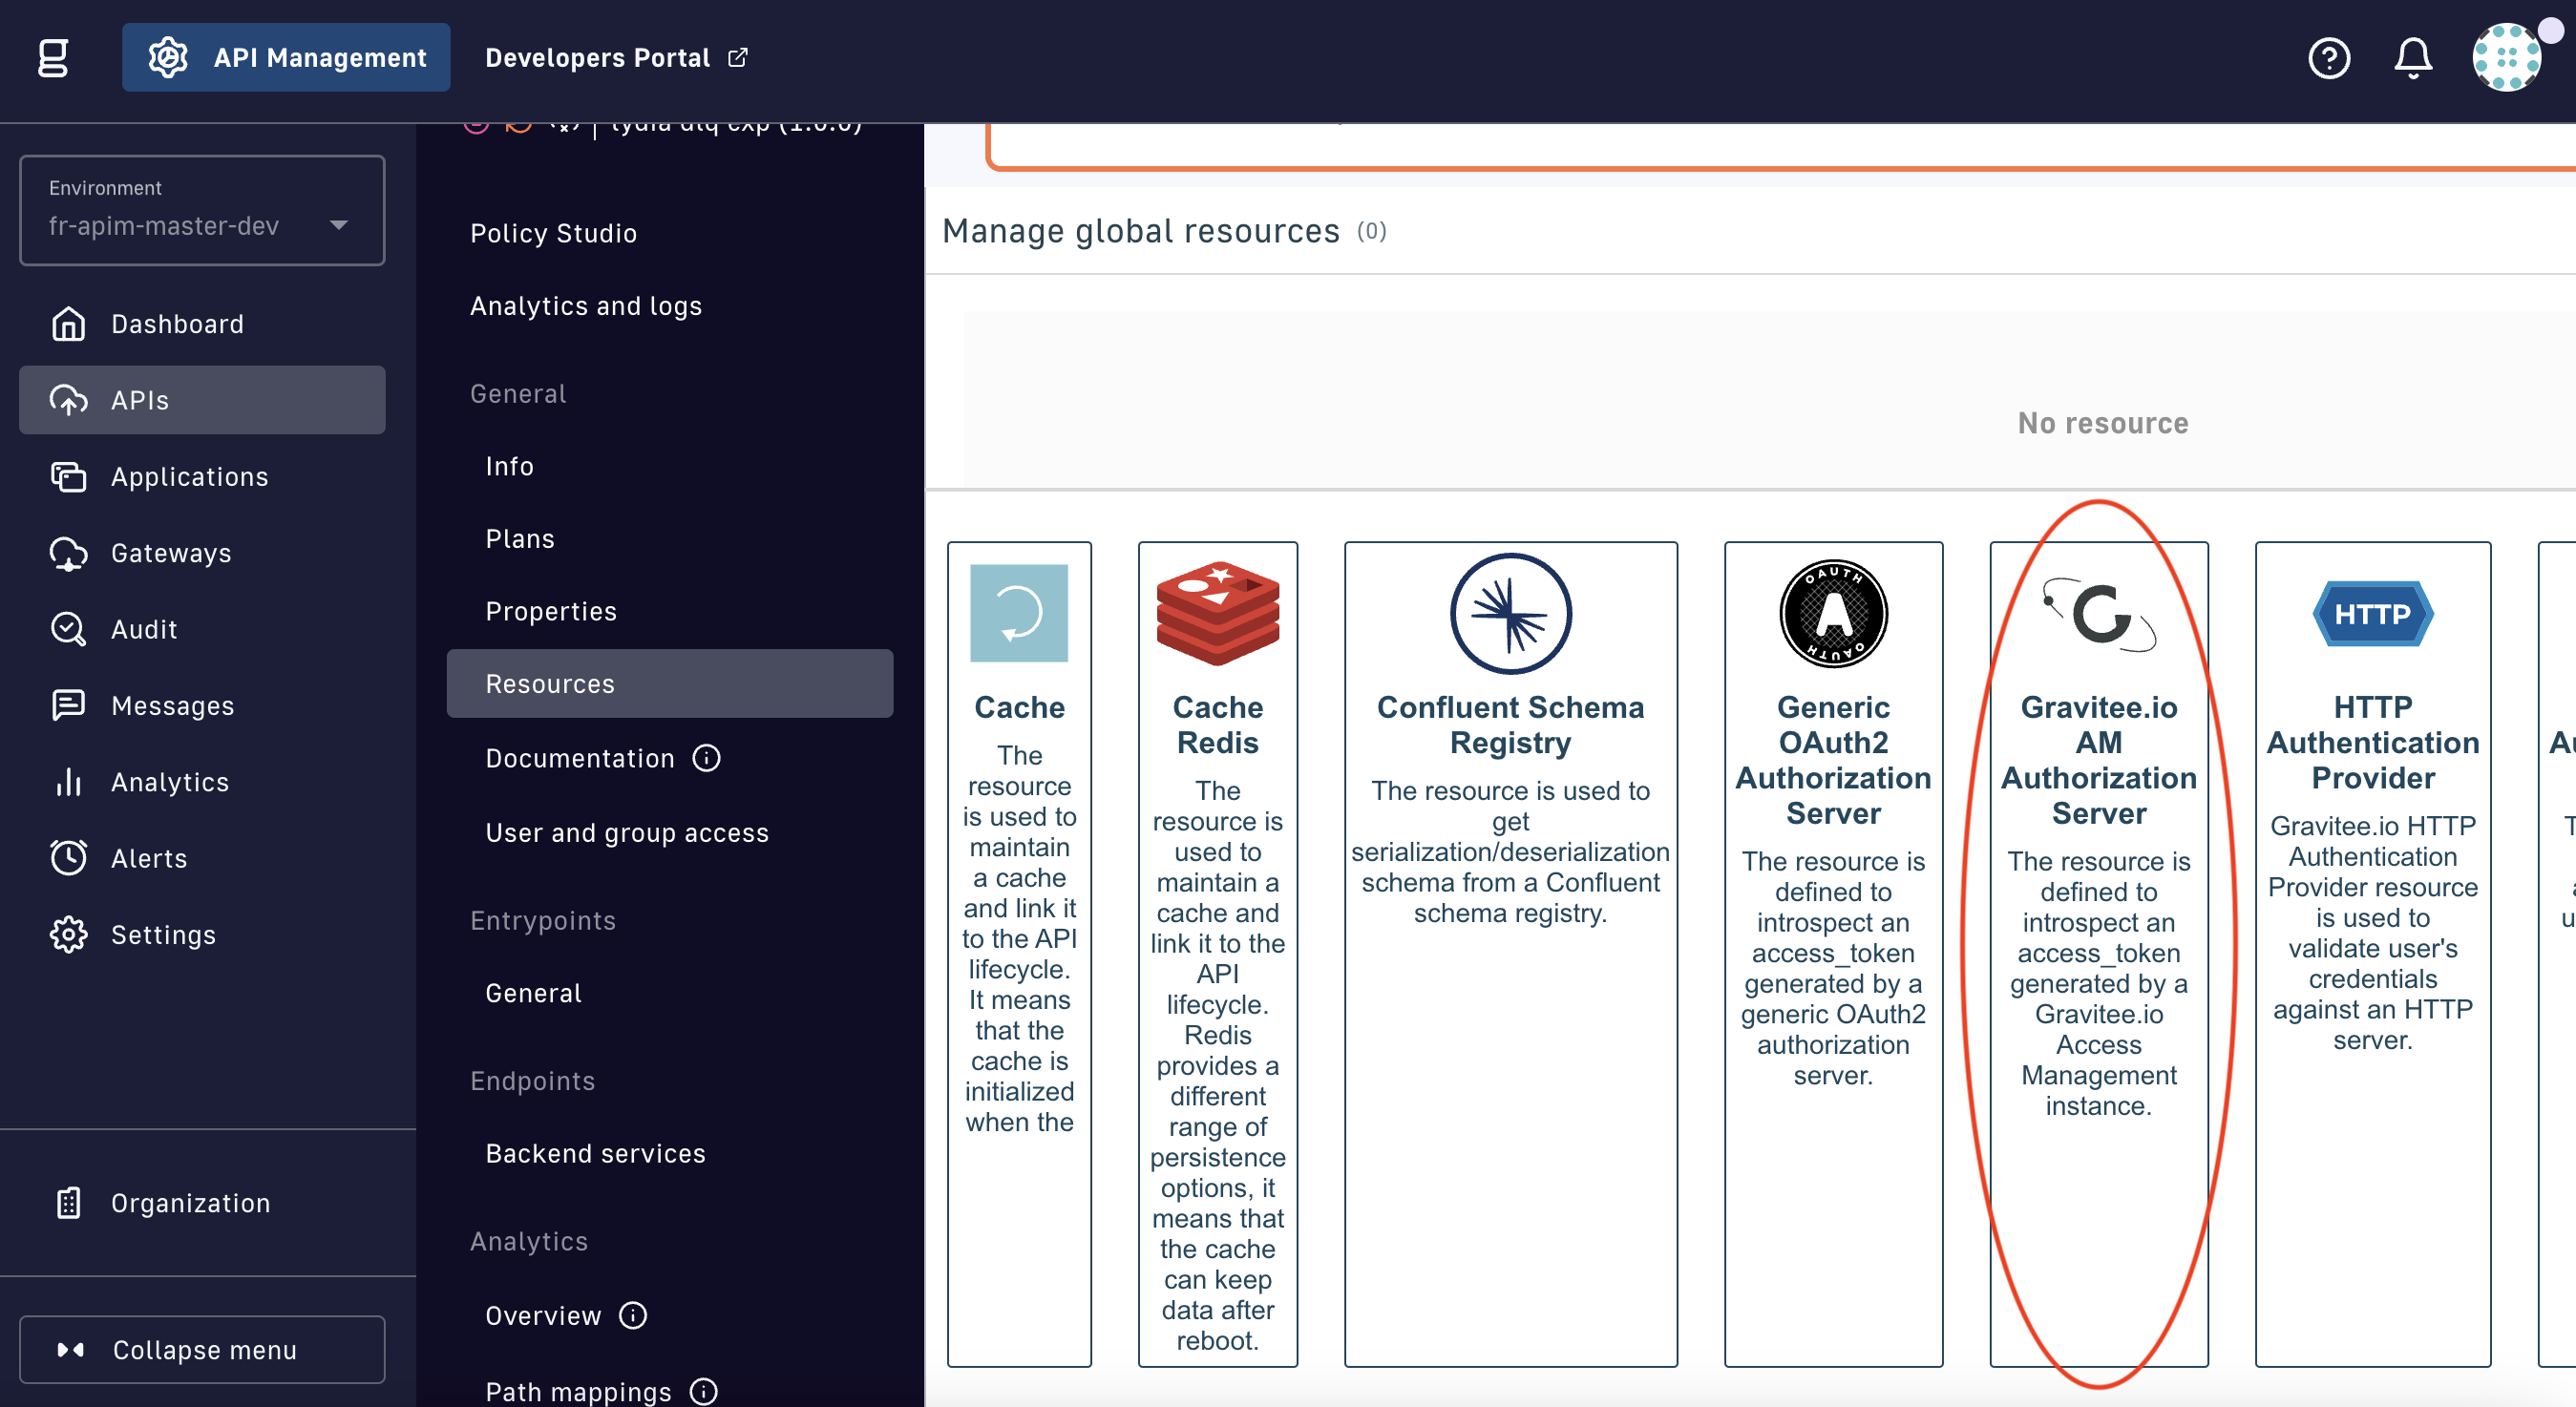 API Management
Developers Portal
lydia dlq exp (1.0.0)
Environment
fr-apim-master-dev
Dashboard
APIs
Applications
Gateways
Audit
Messages
Analytics
Alerts
Settings
Organization
Collapse menu
Policy Studio
Analytics and logs
General
Info
Plans
Properties
Resources
Documentation
User and group access
Entrypoints
General
Endpoints
Backend services
Analytics
Overview
Path mappings
Manage global resources (0)
No resource
Cache
The
resource
is used to
maintain
a cache
and link it
to the API
lifecycle.
It means
that the
cache is
initialized
when the
Cache
Redis
The
resource is
used to
maintain a
cache and
link it to the
API
lifecycle.
Redis
provides a
different
range of
persistence
options, it
means that
the cache
can keep
data after
reboot.
Confluent Schema
Registry
The resource is used to
get
serialization/deserialization
schema from a Confluent
schema registry.
OAUTH
A
OAUTH
Generic
OAuth2
Authorization
Server
The resource is
defined to
introspect an
access_token
generated by a
generic OAuth2
authorization
server.
Gravitee.io
AM
Authorization
Server
The resource is
defined to
introspect an
access_token
generated by a
Gravitee.io
Access
Management
instance.
HTTP
HTTP
Authentication
Provider
Gravitee.io HTTP
Authentication
Provider resource
is used to
validate user's
credentials
against an HTTP
server.